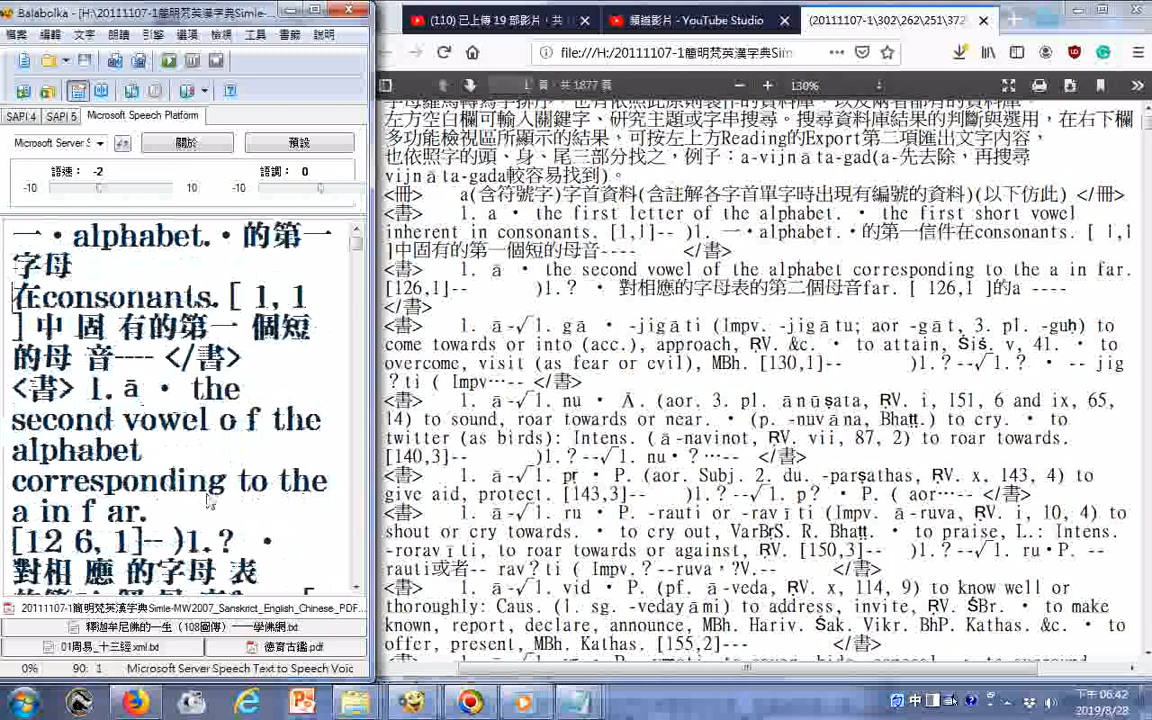 Balabolka - [H:\20111107-1簡明梵英漢字典Simle-...
檔案 編輯 文字 朗讀 引擎 選項 檢視 工具 書籤 說明
SAPI 4 SAPI 5 Microsoft Speech Platform
Microsoft Server S 關於 預設
語速： -2 語調： 0
-10 10 -10
一‧alphabet.‧的第一
字母
在consonants. [ 1, 1
] 中 固 有的第一 個短
的母 音---- </書>
<書> 1. ā ‧ the
second vowel o f the
alphabet
corresponding to the
a in f ar.
[12 6, 1]-- )1. ? ‧
對相 應 的字母 表
20111107-1簡明梵英漢字典Simle-MW2007_Sanskrict_English_Chinese_PDF...
釋迦牟尼佛的一生（108圖傳）——學佛網.txt
01周易_十三經.xml.txt 德育古鑑.pdf
0% 90: 1 Microsoft Server Speech Text to Speech Voic
(110) 已上傳 19 部影片 - 頻道影片 - YouTube Studio (20111107-1\302\262\251\372
file:///H:/20111107-1簡明梵英漢字典Sim
1 頁，共 1877 頁 130%
字母羅馬轉寫字排序，也有依照此原則製作的資料庫，以及兩者都有的資料庫，
左方空白欄可輸入關鍵字、研究主題或字串搜尋。搜尋資料庫結果的判斷與選用，在右下欄
多功能檢視區所顯示的結果，可按左上方Reading的Export第二項匯出文字內容，
也依照字的頭、身、尾三部分找之，例子：a-vijnāta-gad(a-先去除，再搜尋
vijnāta-gada較容易找到)。
<冊> a(含符號字)字首資料(含註解各字首單字時出現有編號的資料)(以下仿此) </冊>
<書> 1. a ‧ the first letter of the alphabet. ‧ the first short vowel
inherent in consonants. [1,1]-- )1. 一‧alphabet.‧的第一信件在consonants. [ 1,1
]中固有的第一個短的母音---- </書>
<書> 1. ā ‧ the second vowel of the alphabet corresponding to the a in far.
[126,1]-- )1.? ‧ 對相應的字母表的第二個母音far. [ 126,1 ]的a ----
</書>
<書> 1. ā-√1. gā ‧ -jigāti (Impv. -jigātu; aor -gāt, 3. pl. -guḥ) to
come towards or into (acc.), approach, ṚV. &c. ‧ to attain, Śiś. v, 41. ‧ to
overcome, visit (as fear or evil), MBh. [130,1]-- )1.?--√1. ‧ -- jig
?ti ( Impv…-- </書>
<書> 1. ā-√1. nu ‧ Ā. (aor. 3. pl. ānūṣata, ṚV. i, 151, 6 and ix, 65,
14) to sound, roar towards or near. ‧ (p. -nuvāna, Bhaṭṭ.) to cry. ‧ to
twitter (as birds): Intens. (ā-navinot, ṚV. vii, 87, 2) to roar towards.
[140,3]-- )1.?--√1. nu‧?…-- </書>
<書> 1. ā-√1. pṛ ‧ P. (aor. Subj. 2. du. -parṣathas, ṚV. x, 143, 4) to
give aid, protect. [143,3]-- )1.? --√1. p? ‧ P. ( aor…-- </書>
<書> 1. ā-√1. ru ‧ P. -rauti or -ravīti (Impv. ā-ruva, ṚV. i, 10, 4) to
shout or cry towards. ‧ to cry out, VarBṛS. R. Bhaṭṭ. ‧ to praise, L.: Intens.
-roravīti, to roar towards or against, ṚV. [150,3]-- )1.? --√1. ru‧P. --
rauti或者-- rav?ti ( Impv.?--ruva，?V.-- </書>
<書> 1. ā-√1. vid ‧ P. (pf. ā-veda, ṚV. x, 114, 9) to know well or
thoroughly: Caus. (1. sg. -vedayāmi) to address, invite, ṚV. ŚBr. ‧ to make
known, report, declare, announce, MBh. Hariv. Śak. Vikr. BhP. Kathas. &c. ‧ to
offer, present, MBh. Kathas. [155,2]-- </書>
下午 06:42
2019/8/28